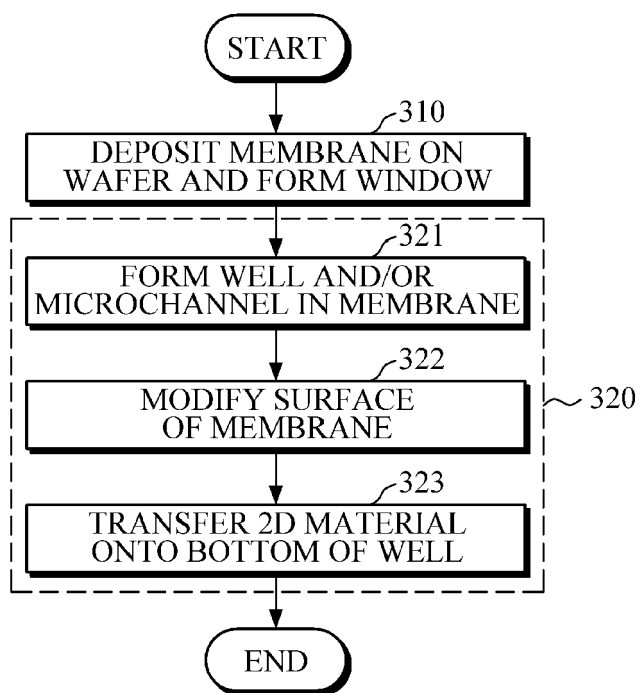 START
310
DEPOSIT MEMBRANE ON
WAFER AND FORM WINDOW
321
FORM WELL AND/OR
MICROCHANNEL IN MEMBRANE
322
MODIFY SURFACE
OF MEMBRANE
320
323
TRANSFER 2D MATERIAL
ONTO BOTTOM OF WELL
END